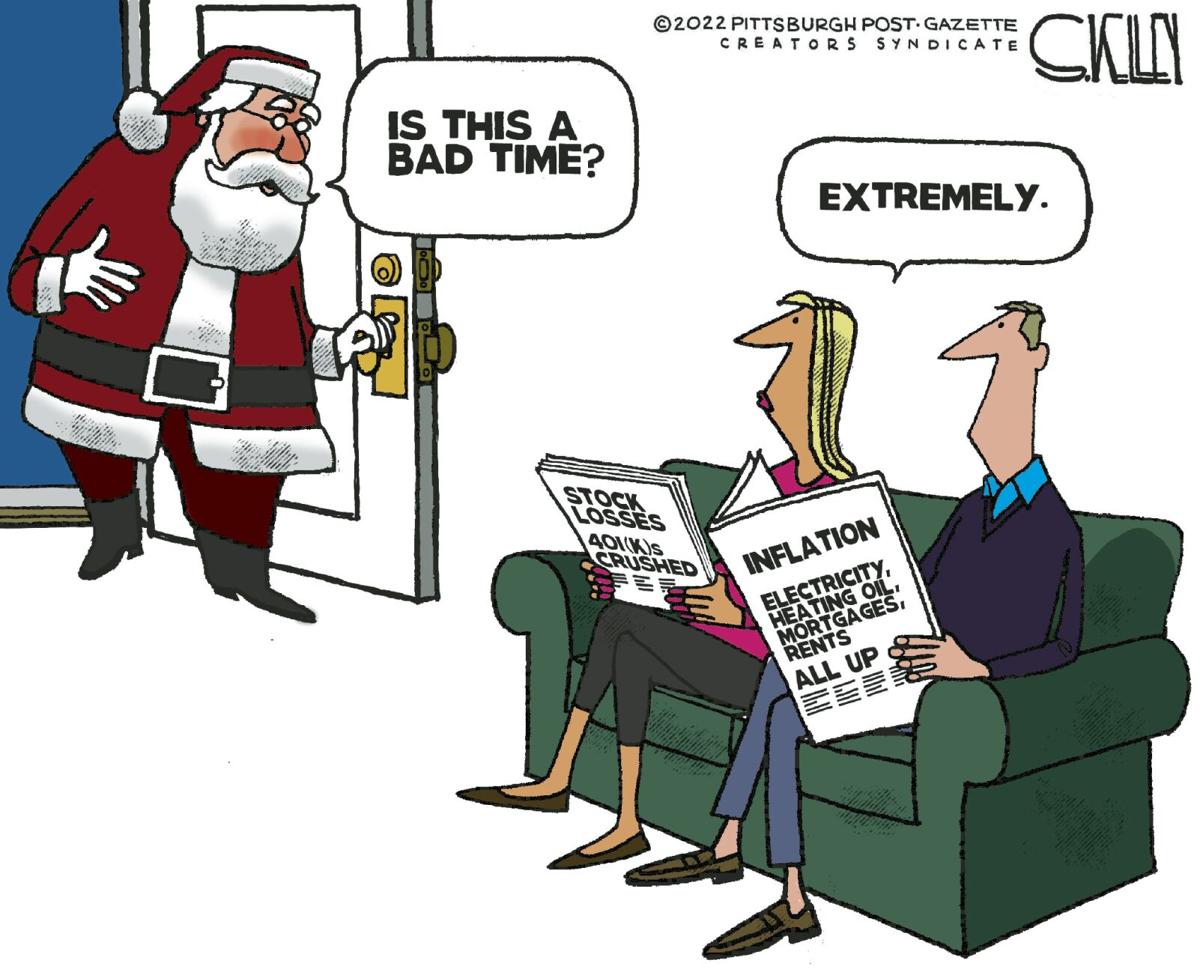 ©2022 PITTSBURGH POST-GAZETTE
CREATORS SYNDICATE
S.KELLEY
IS THIS A
BAD TIME?
EXTREMELY.
STOCK
LOSSES
401(K)s
CRUSHED
INFLATION
ELECTRICITY,
HEATING OIL,
MORTGAGES,
RENTS
ALL UP